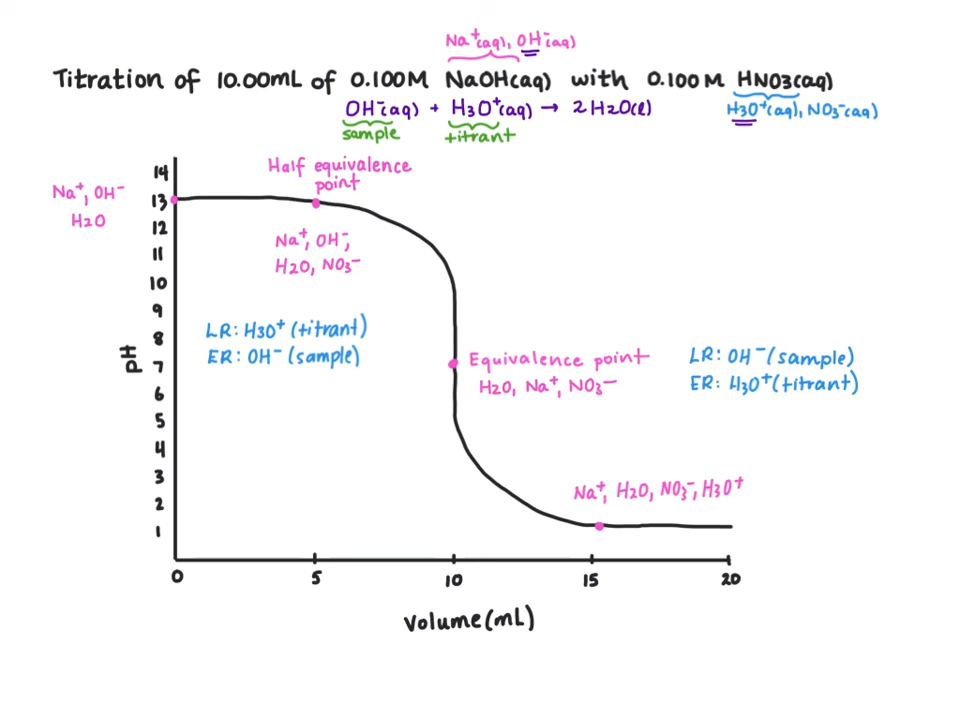 Na+(aq), OH-(aq)
Titration of 10.00mL of 0.100M NaOH(aq) with 0.100M HNO3(aq)
OH-(aq) + H3O+(aq) → 2H2O(l)
H3O+(aq), NO3-(aq)
sample
titrant
Half equivalence
point
Na+, OH-
H2O
Na+, OH-,
H2O, NO3-
LR: H3O+ (titrant)
ER: OH- (sample)
Equivalence point
H2O, Na+, NO3-
LR: OH- (sample)
ER: H3O+ (titrant)
Na+, H2O, NO3-, H3O+
pH
14
13
12
11
10
9
8
7
6
5
4
3
2
1
0 5 10 15 20
Volume (mL)